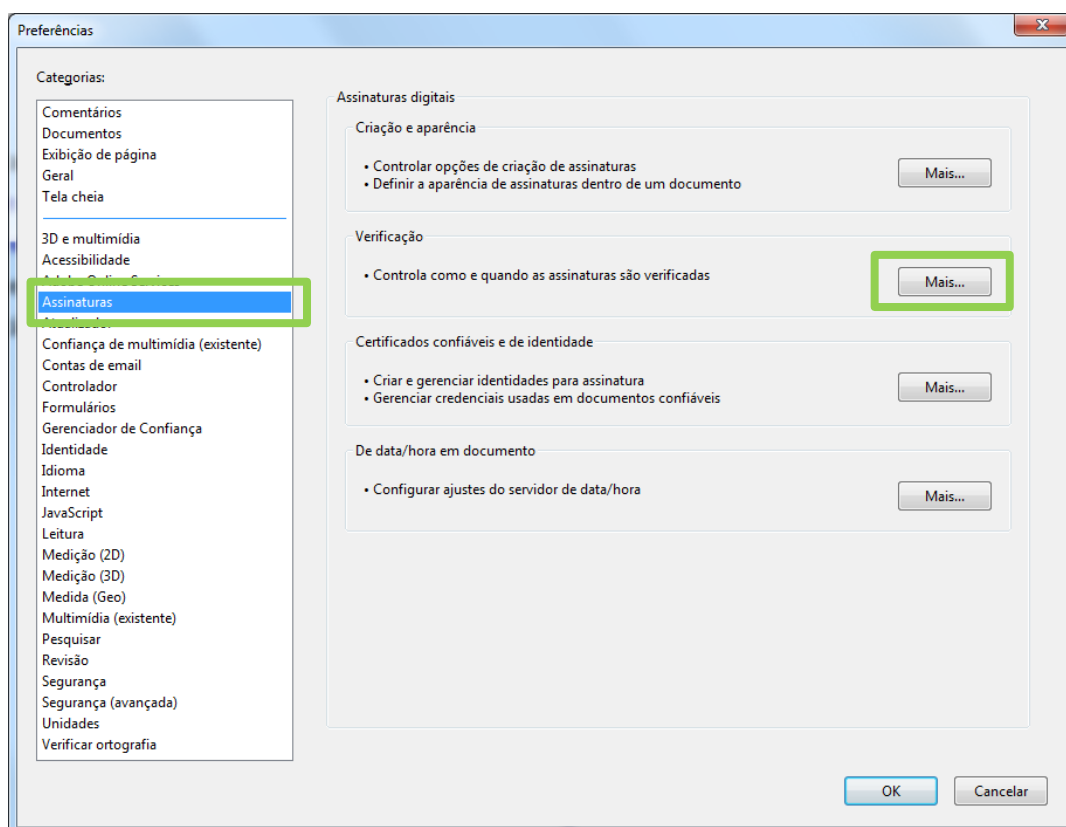 Preferências
x
Categorias:
Comentários
Documentos
Exibição de página
Geral
Tela cheia
3D e multimídia
Acessibilidade
Assinaturas
Confiança de multimídia (existente)
Contas de email
Controlador
Formulários
Gerenciador de Confiança
Identidade
Idioma
Internet
JavaScript
Leitura
Medição (2D)
Medição (3D)
Medida (Geo)
Multimídia (existente)
Pesquisar
Revisão
Segurança
Segurança (avançada)
Unidades
Verificar ortografia
Assinaturas digitais
Criação e aparência
• Controlar opções de criação de assinaturas
• Definir a aparência de assinaturas dentro de um documento
Mais...
Verificação
• Controla como e quando as assinaturas são verificadas
Mais...
Certificados confiáveis e de identidade
• Criar e gerenciar identidades para assinatura
• Gerenciar credenciais usadas em documentos confiáveis
Mais...
De data/hora em documento
• Configurar ajustes do servidor de data/hora
Mais...
OK
Cancelar